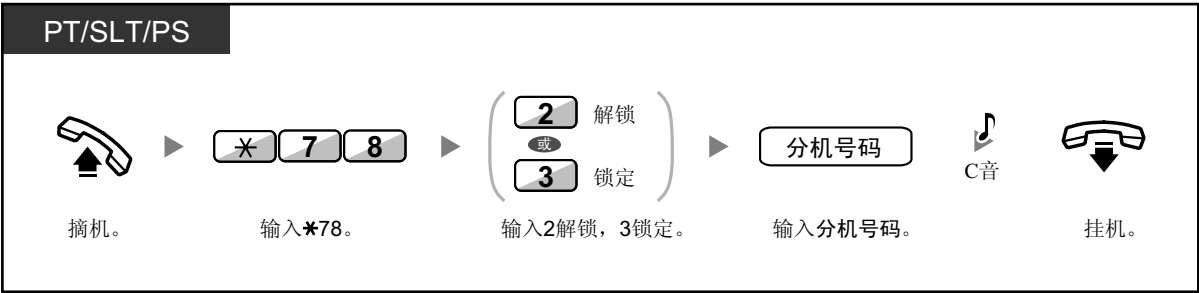 PT/SLT/PS
* 7 8
2 解锁
或
3 锁定
分机号码
C音
摘机。
输入*78。
输入2解锁，3锁定。
输入分机号码。
挂机。